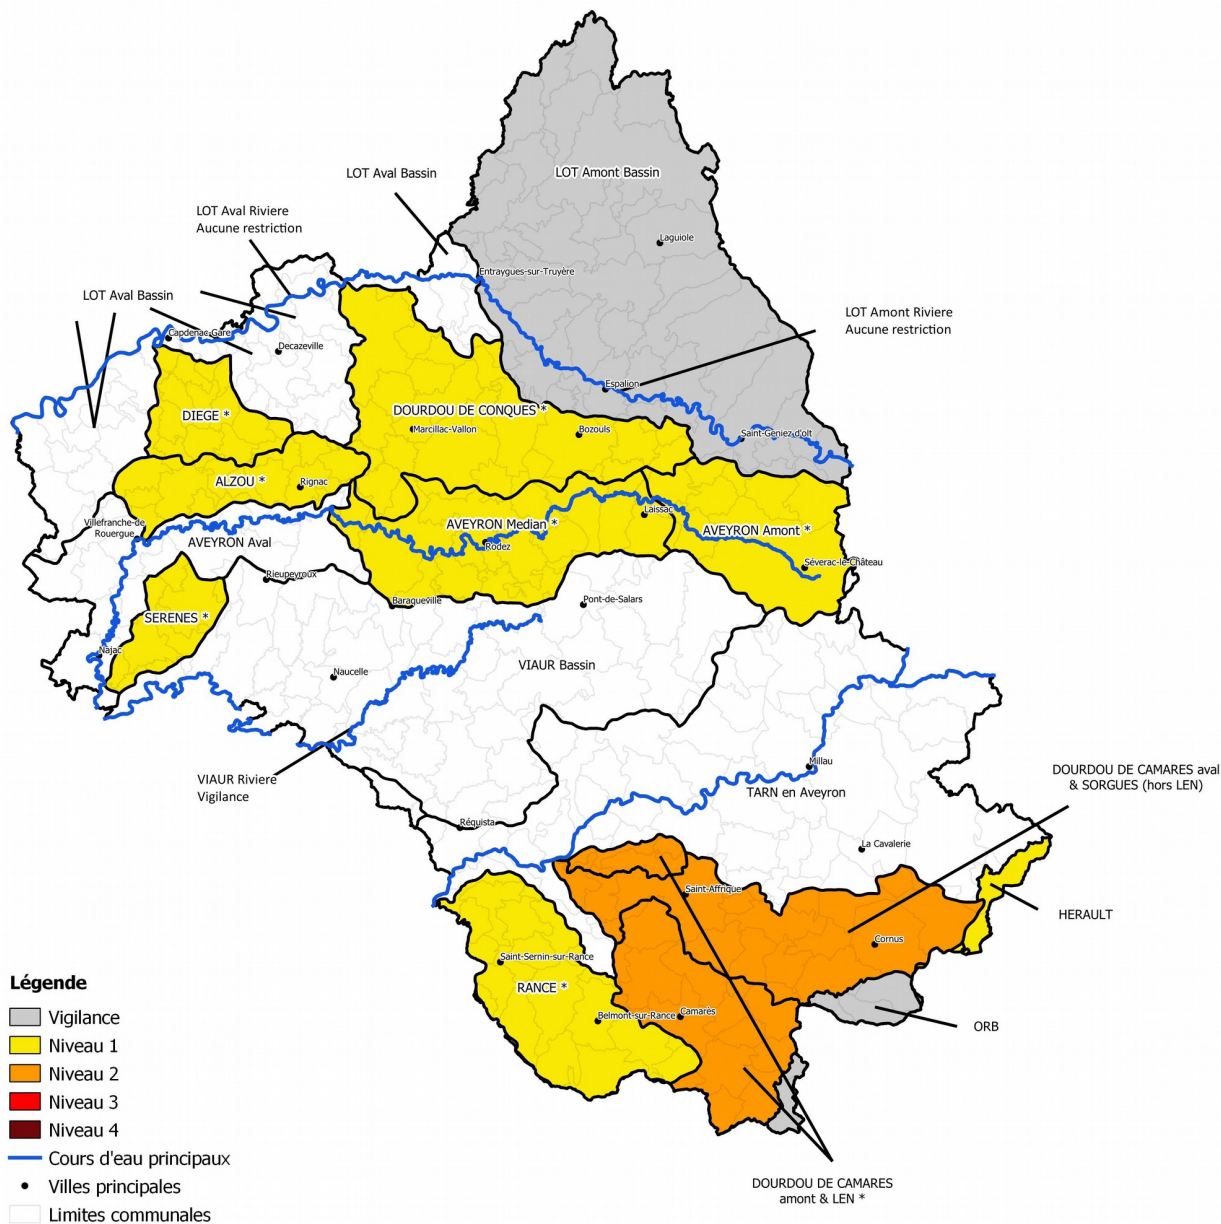 LOT Amont Bassin
LOT Aval Bassin
LOT Aval Riviere
Aucune restriction
Laguiole
Entraygues-sur-Truyère
LOT Aval Bassin
LOT Amont Riviere
Aucune restriction
Capdenac-Gare
Decazeville
Espalion
DIEGE *
DOURDOU DE CONQUES *
Marcillac-Vallon
Bozouls
Saint-Geniez-d'olt
ALZOU *
Rignac
Villefranche-de
Rouergue
AVEYRON Aval
AVEYRON Median *
Rodez
Laissac
AVEYRON Amont *
Séverac-le-Château
Rieupeyroux
Baraqueville
Pont-de-Salars
SERENES *
Najac
Naucelle
VIAUR Bassin
VIAUR Riviere
Vigilance
Millau
TARN en Aveyron
DOURDOU DE CAMARES aval
& SORGUES (hors LEN)
Réquista
La Cavalerie
Saint-Affrique
HERAULT
Cornus
Saint-Sernin-sur-Rance
RANCE *
Belmont-sur-Rance
Camarès
ORB
DOURDOU DE CAMARES
amont & LEN *
Légende
Vigilance
Niveau 1
Niveau 2
Niveau 3
Niveau 4
Cours d'eau principaux
Villes principales
Limites communales